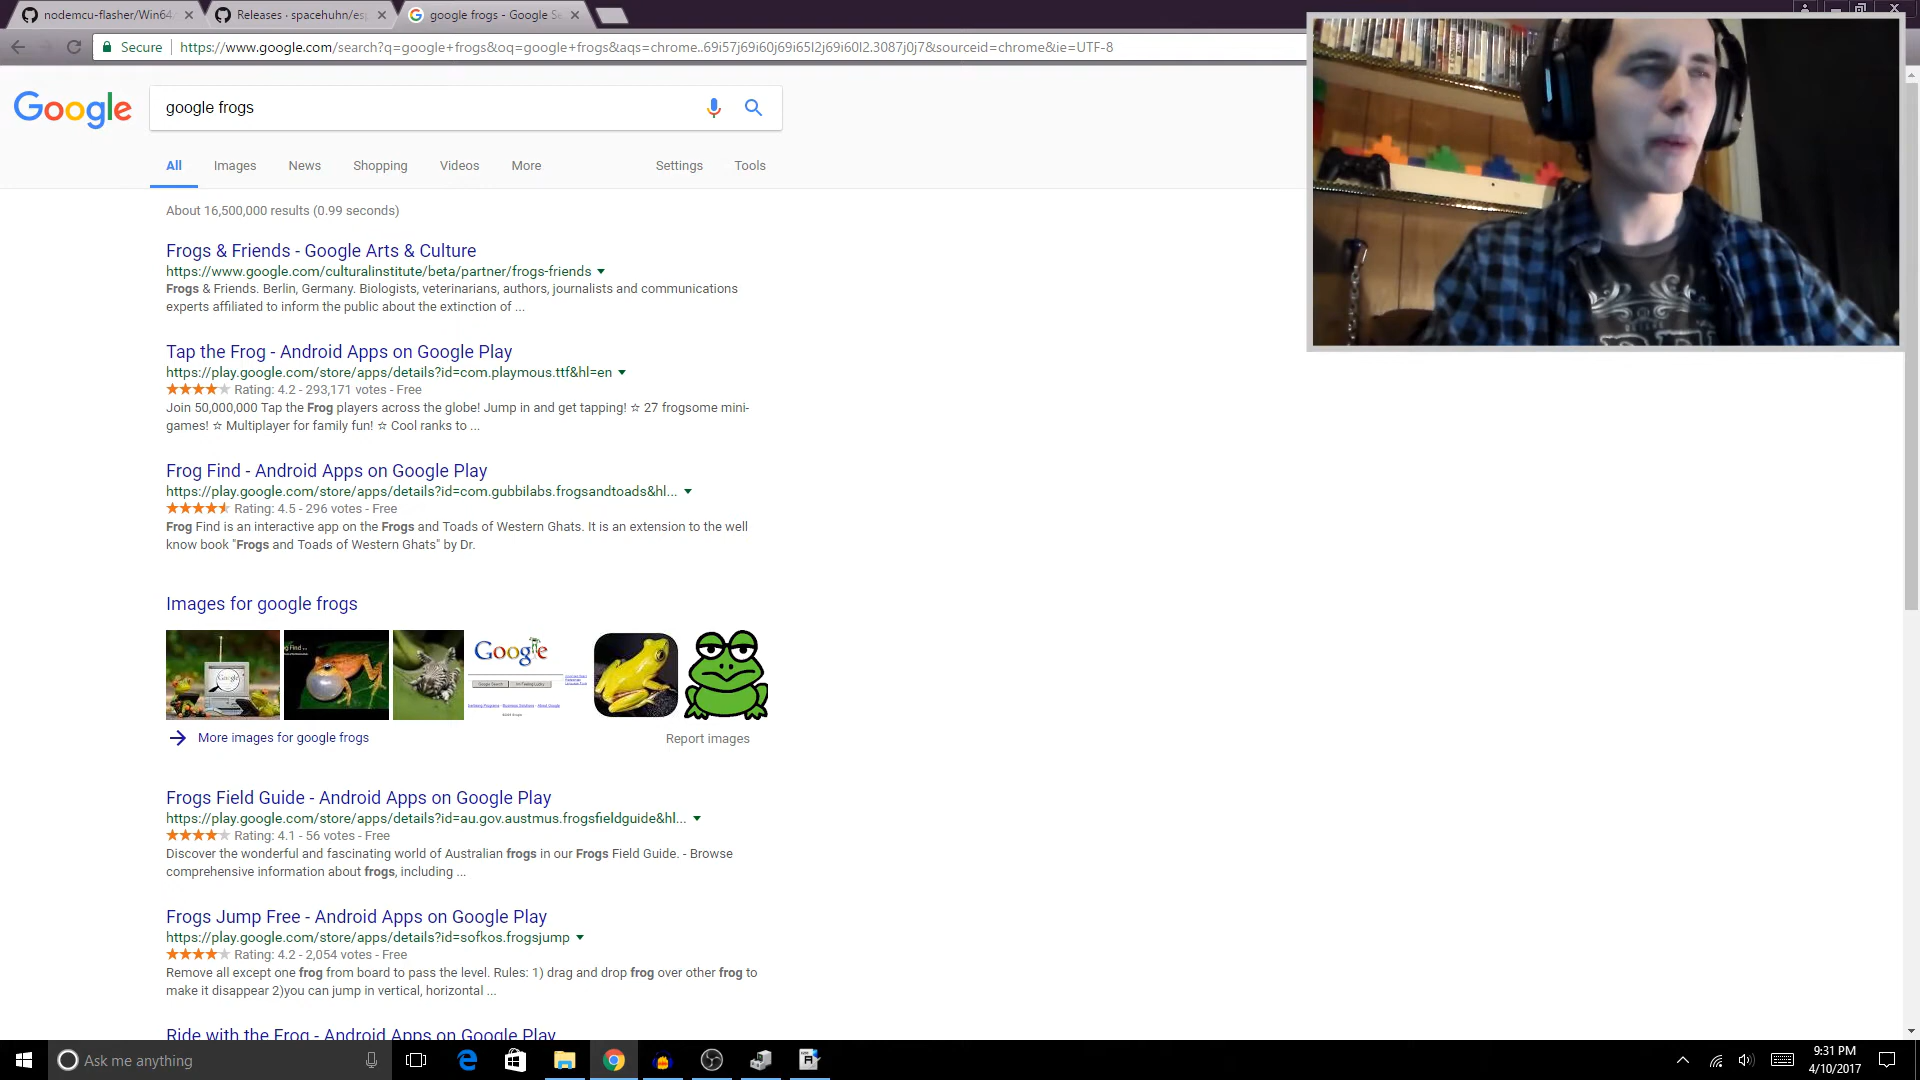 nodemcu-flasher/Win64
Releases · spacehuhn/esp
google frogs - Google Se
Secure
https://www.google.com/search?q=google+frogs&oq=google+frogs&aqs=chrome..69i57j69i60j69i65l2j69i60l2.3087j0j7&sourceid=chrome&ie=UTF-8
Google
google frogs
All Images News Shopping Videos More Settings Tools
About 16,500,000 results (0.99 seconds)
Frogs & Friends - Google Arts & Culture
https://www.google.com/culturalinstitute/beta/partner/frogs-friends
Frogs & Friends. Berlin, Germany. Biologists, veterinarians, authors, journalists and communications
experts affiliated to inform the public about the extinction of ...
Tap the Frog - Android Apps on Google Play
https://play.google.com/store/apps/details?id=com.playmous.ttf&hl=en
Rating: 4.2 - 293,171 votes - Free
Join 50,000,000 Tap the Frog players across the globe! Jump in and get tapping! ☆ 27 frogsome mini-
games! ☆ Multiplayer for family fun! ☆ Cool ranks to ...
Frog Find - Android Apps on Google Play
https://play.google.com/store/apps/details?id=com.gubbilabs.frogsandtoads&hl...
Rating: 4.5 - 296 votes - Free
Frog Find is an interactive app on the Frogs and Toads of Western Ghats. It is an extension to the well
know book "Frogs and Toads of Western Ghats" by Dr.
Images for google frogs
Google
More images for google frogs
Report images
Frogs Field Guide - Android Apps on Google Play
https://play.google.com/store/apps/details?id=au.gov.austmus.frogsfieldguide&hl...
Rating: 4.1 - 56 votes - Free
Discover the wonderful and fascinating world of Australian frogs in our Frogs Field Guide. - Browse
comprehensive information about frogs, including ...
Frogs Jump Free - Android Apps on Google Play
https://play.google.com/store/apps/details?id=sofkos.frogsjump
Rating: 4.2 - 2,054 votes - Free
Remove all except one frog from board to pass the level. Rules: 1) drag and drop frog over other frog to
make it disappear 2)you can jump in vertical, horizontal ...
Ride with the Frog - Android Apps on Google Play
Ask me anything
9:31 PM
4/10/2017